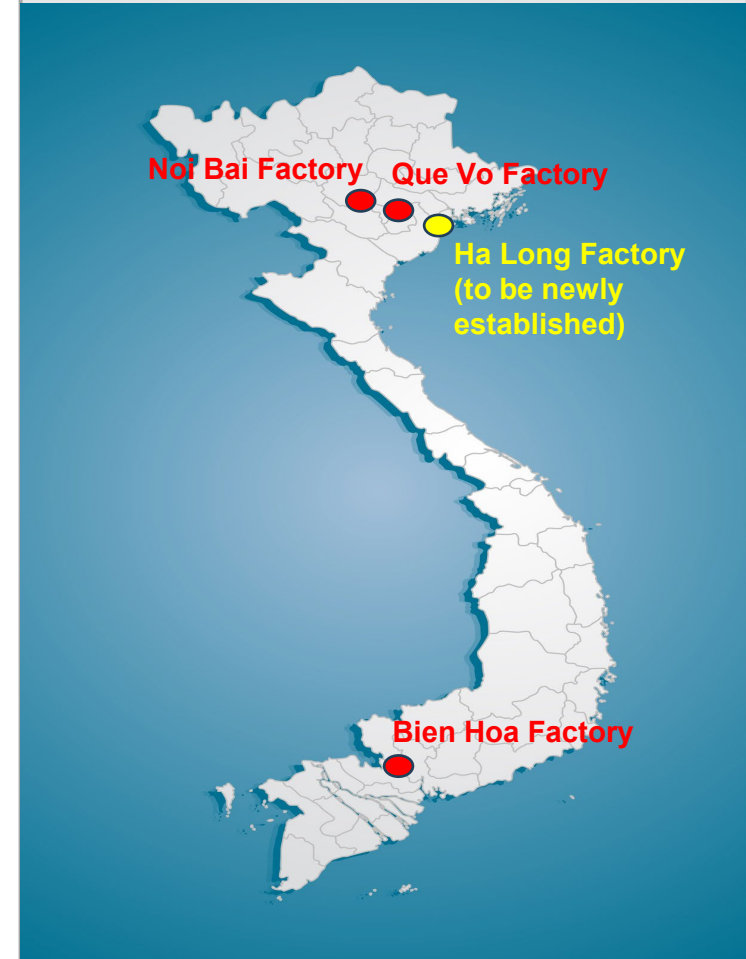 Noi Bai Factory
Que Vo Factory
Ha Long Factory
(to be newly
established)
Bien Hoa Factory